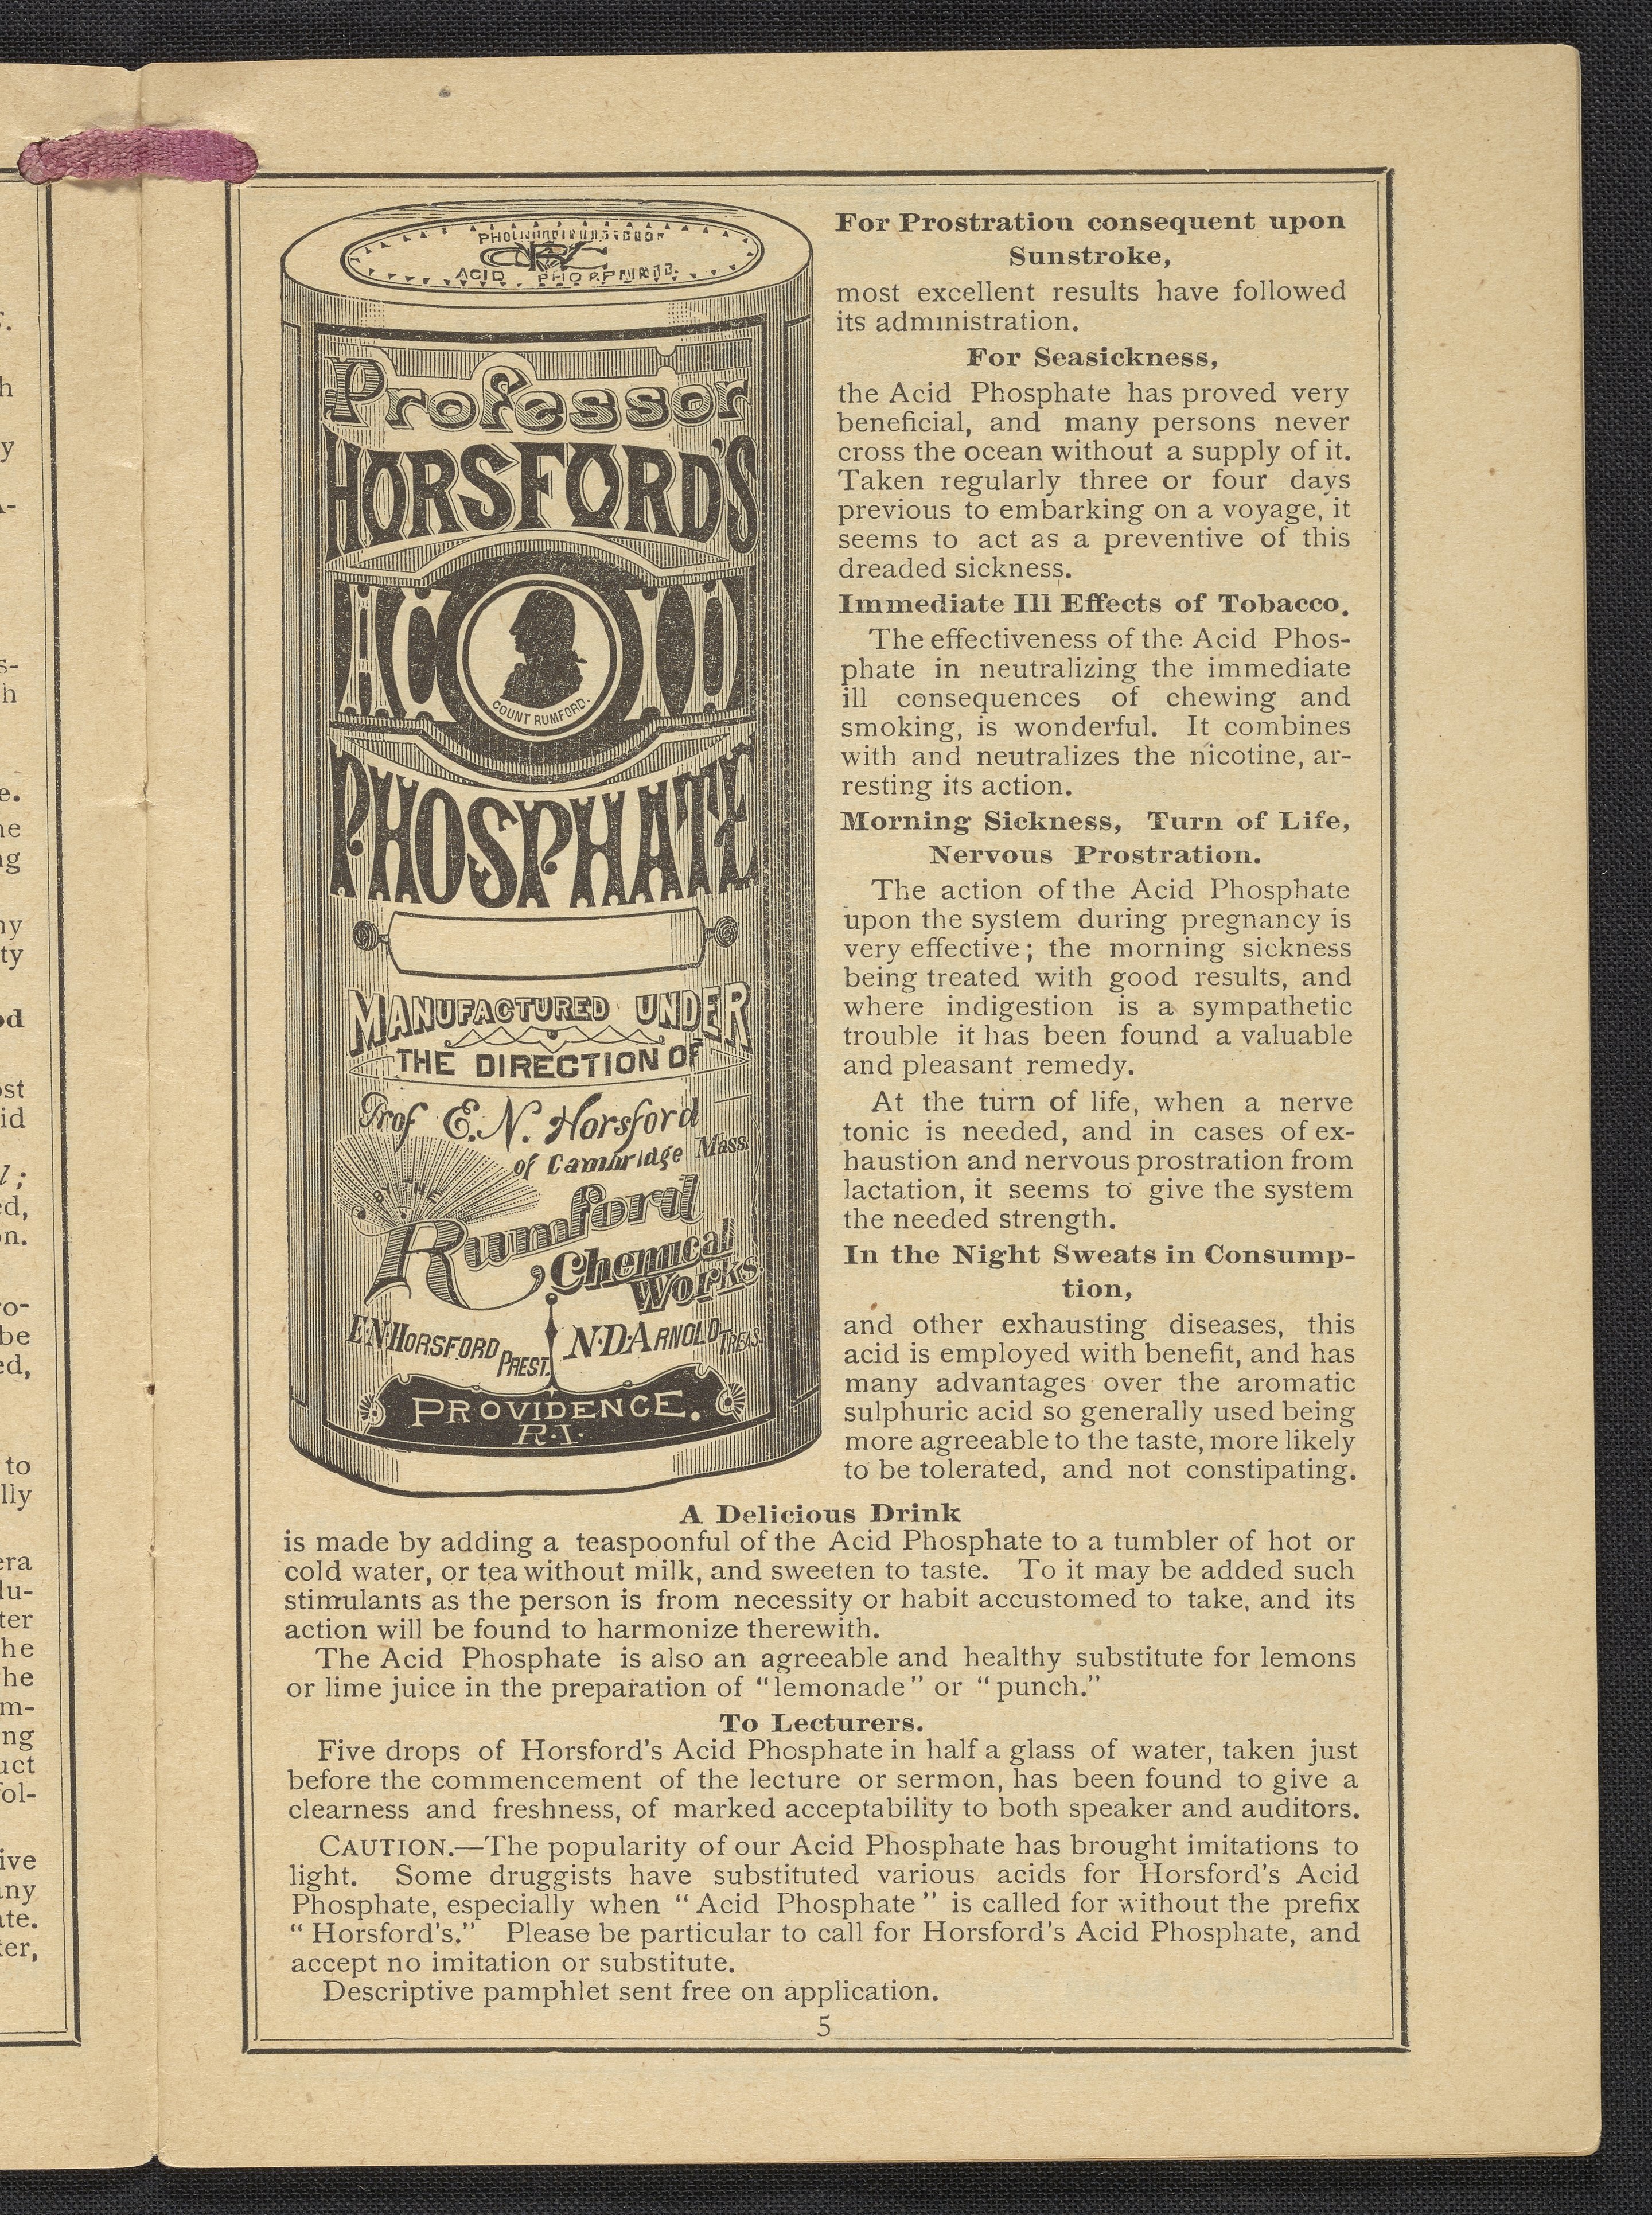 ACID
Professor
HORSFORD'S
ACID
COUNT RUMFORD.
PHOSPHATE
MANUFACTURED UNDER
THE DIRECTION OF
Prof E. N. Horsford
of Cambridge Mass.
BY THE
Rumford
Chemical
Works
E.N. HORSFORD PREST.
N. D. ARNOLD TREAS.
PROVIDENCE.
R. I.
For Prostration consequent upon
Sunstroke,
most excellent results have followed
its administration.
For Seasickness,
the Acid Phosphate has proved very
beneficial, and many persons never
cross the ocean without a supply of it.
Taken regularly three or four days
previous to embarking on a voyage, it
seems to act as a preventive of this
dreaded sickness.
Immediate Ill Effects of Tobacco.
The effectiveness of the Acid Phos-
phate in neutralizing the immediate
ill consequences of chewing and
smoking, is wonderful. It combines
with and neutralizes the nicotine, ar-
resting its action.
Morning Sickness, Turn of Life,
Nervous Prostration.
The action of the Acid Phosphate
upon the system during pregnancy is
very effective; the morning sickness
being treated with good results, and
where indigestion is a sympathetic
trouble it has been found a valuable
and pleasant remedy.
At the turn of life, when a nerve
tonic is needed, and in cases of ex-
haustion and nervous prostration from
lactation, it seems to give the system
the needed strength.
In the Night Sweats in Consump-
tion,
and other exhausting diseases, this
acid is employed with benefit, and has
many advantages over the aromatic
sulphuric acid so generally used being
more agreeable to the taste, more likely
to be tolerated, and not constipating.
A Delicious Drink
is made by adding a teaspoonful of the Acid Phosphate to a tumbler of hot or
cold water, or tea without milk, and sweeten to taste. To it may be added such
stimulants as the person is from necessity or habit accustomed to take, and its
action will be found to harmonize therewith.
The Acid Phosphate is also an agreeable and healthy substitute for lemons
or lime juice in the preparation of "lemonade" or "punch."
To Lecturers.
Five drops of Horsford's Acid Phosphate in half a glass of water, taken just
before the commencement of the lecture or sermon, has been found to give a
clearness and freshness, of marked acceptability to both speaker and auditors.
CAUTION.—The popularity of our Acid Phosphate has brought imitations to
light. Some druggists have substituted various acids for Horsford's Acid
Phosphate, especially when "Acid Phosphate" is called for without the prefix
"Horsford's." Please be particular to call for Horsford's Acid Phosphate, and
accept no imitation or substitute.
Descriptive pamphlet sent free on application.
5